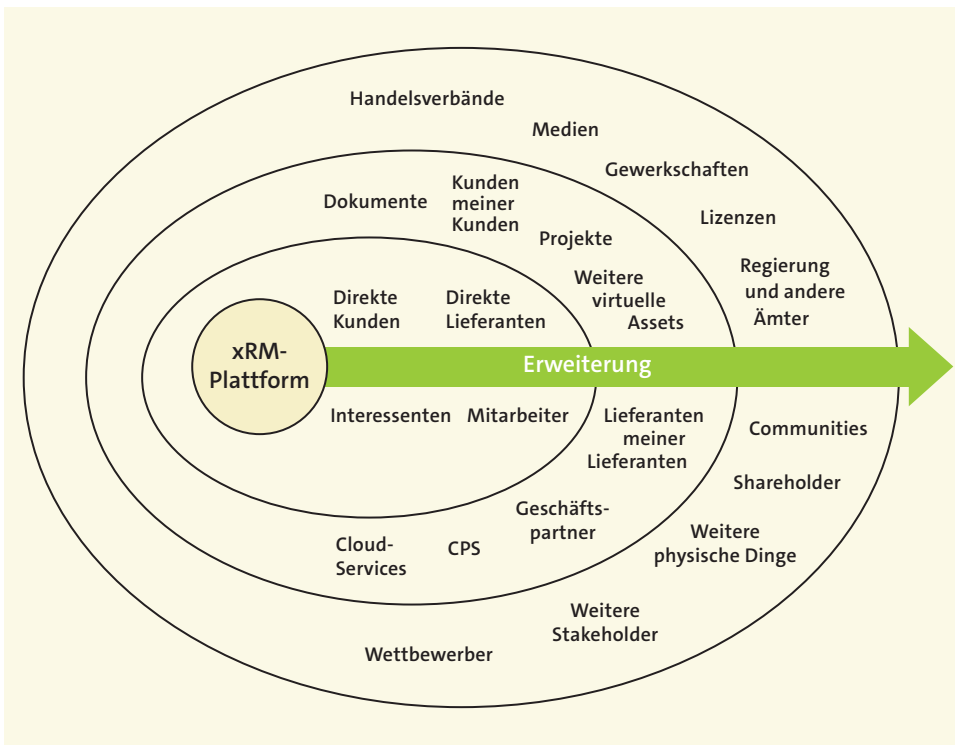 Handelsverbände
Medien
Gewerkschaften
Lizenzen
Regierung
und andere
Ämter
Dokumente
Kunden
meiner
Kunden
Projekte
Weitere
virtuelle
Assets
Direkte
Kunden
Direkte
Lieferanten
xRM-
Plattform
Erweiterung
Interessenten
Mitarbeiter
Lieferanten
meiner
Lieferanten
Communities
Shareholder
Geschäfts-
partner
Weitere
physische Dinge
Cloud-
Services
CPS
Weitere
Stakeholder
Wettbewerber